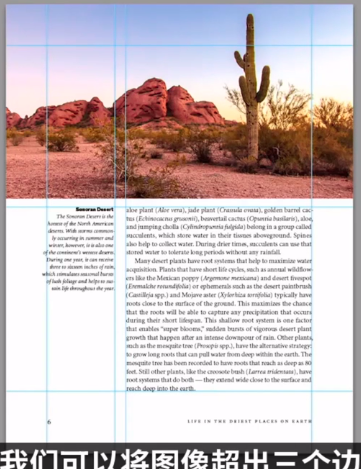 Sonoran Desert
The Sonoran Desert is the
hottest of the North American
deserts. With storms common-
ly occurring in summer and
winter, however, it is also one
of the continent's wettest deserts.
During one year, it can receive
three to sixteen inches of rain,
which stimulates annual bursts
of lush foliage and helps to sus-
tain life throughout the year.
aloe plant (Aloe vera), jade plant (Crassula ovata), golden barrel cac-
tus (Echinocactus grusonii), beavertail cactus (Opuntia basilaris), aloe,
and jumping cholla (Cylindropuntia fulgida) belong in a group called
succulents, which store water in their tissues aboveground. Spines
also help to collect water. During drier times, succulents can use that
stored water to tolerate long periods without any rainfall.
Many desert plants have root systems that help to maximize water
acquisition. Plants that have short life cycles, such as annual wildflow-
ers like the Mexican poppy (Argemone mexicana) and desert fivespot
(Eremalche rotundifolia) or ephemerals such as the desert paintbrush
(Castilleja spp.) and Mojave aster (Xylorhiza tortifolia) typically have
roots close to the surface of the ground. This maximizes the chance
that the roots will be able to capture any precipitation that occurs
during their short lifespan. This shallow root system is one factor
that enables "super blooms," sudden bursts of vigorous desert plant
growth that happen after an intense downpour of rain. Other plants,
such as the mesquite tree (Prosopis spp.), have the alternative strategy:
to grow long roots that can pull water from deep within the earth. The
mesquite tree has been recorded to have roots that reach as deep as 80
feet. Still other plants, like the creosote bush (Larrea tridentata), have
root systems that do both — they extend wide close to the surface and
reach deep into the earth.
6
LIFE IN THE DRIEST PLACES ON EARTH
我们可以将图像超出三个边